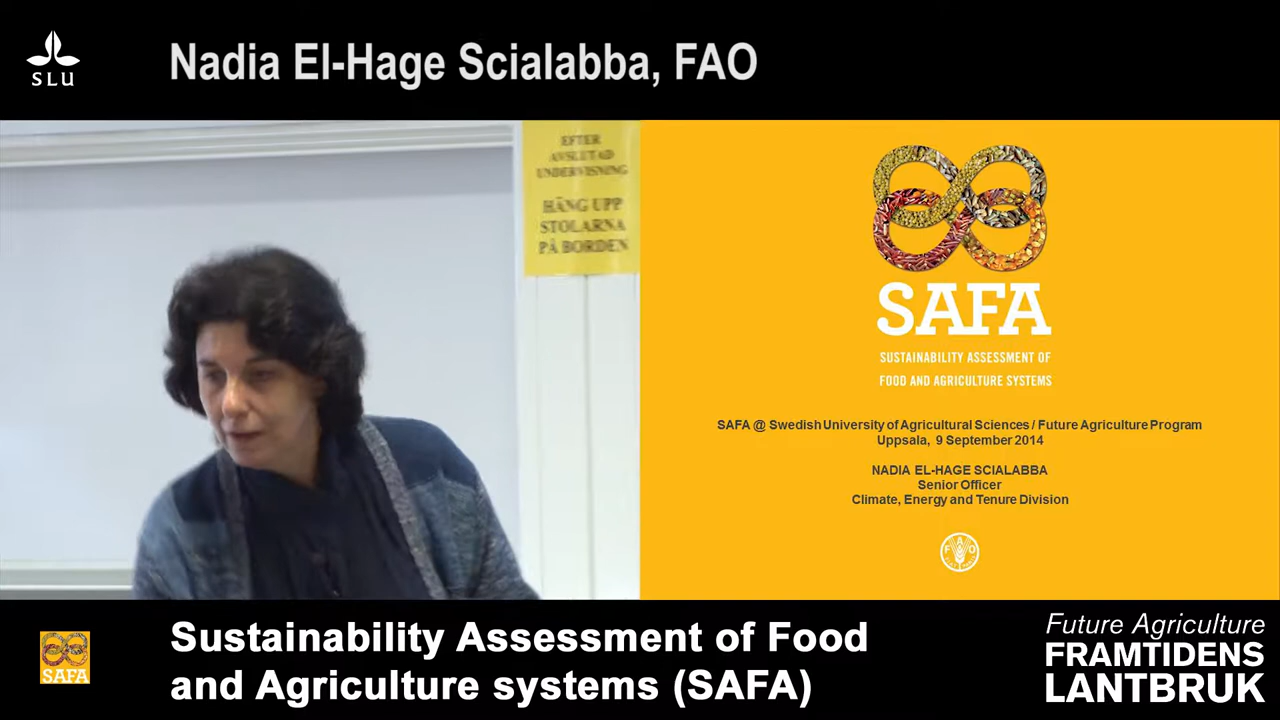 SLU
Nadia El-Hage Scialabba, FAO
EFTER
AVSLUTAD
UNDERVISNING
HÄNG UPP
STOLARNA
PÅ BORDEN
SAFA
SUSTAINABILITY ASSESSMENT OF
FOOD AND AGRICULTURE SYSTEMS
SAFA @ Swedish University of Agricultural Sciences / Future Agriculture Program
Uppsala, 9 September 2014
NADIA EL-HAGE SCIALABBA
Senior Officer
Climate, Energy and Tenure Division
FAO
SAFA
Sustainability Assessment of Food
and Agriculture systems (SAFA)
Future Agriculture
FRAMTIDENS
LANTBRUK